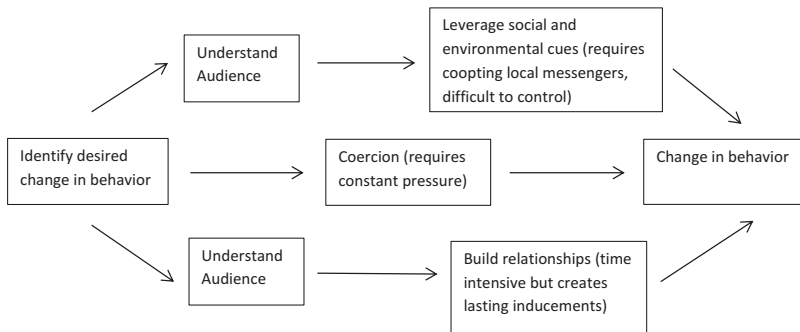 Understand
Audience
Leverage social and
environmental cues (requires
coopting local messengers,
difficult to control)
Identify desired
change in behavior
Coercion (requires
constant pressure)
Change in behavior
Understand
Audience
Build relationships (time
intensive but creates
lasting inducements)